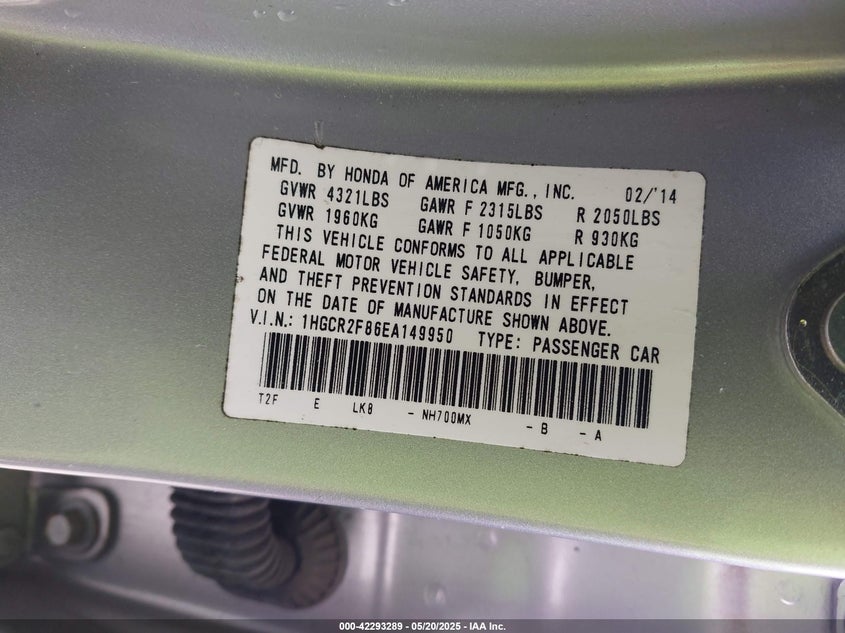 MFD. BY HONDA OF AMERICA MFG., INC. 02/'14
GVWR 4321LBS GAWR F 2315LBS R 2050LBS
GVWR 1960KG GAWR F 1050KG R 930KG
THIS VEHICLE CONFORMS TO ALL APPLICABLE
FEDERAL MOTOR VEHICLE SAFETY, BUMPER,
AND THEFT PREVENTION STANDARDS IN EFFECT
ON THE DATE OF MANUFACTURE SHOWN ABOVE.
V.I.N.: 1HGCR2F86EA149950 TYPE: PASSENGER CAR
T2F E LK8 - NH700MX - B - A
000-42293289 - 05/20/2025 - IAA Inc.